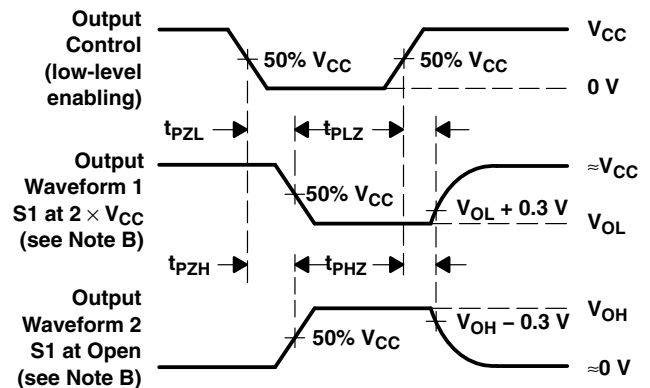 Output
Control
(low-level
enabling)
50% VCC
50% VCC
VCC
0 V
tPZL
tPLZ
Output
Waveform 1
S1 at 2 × VCC
(see Note B)
50% VCC
VOL + 0.3 V
≈VCC
VOL
tPZH
tPHZ
Output
Waveform 2
S1 at Open
(see Note B)
50% VCC
VOH − 0.3 V
VOH
≈0 V